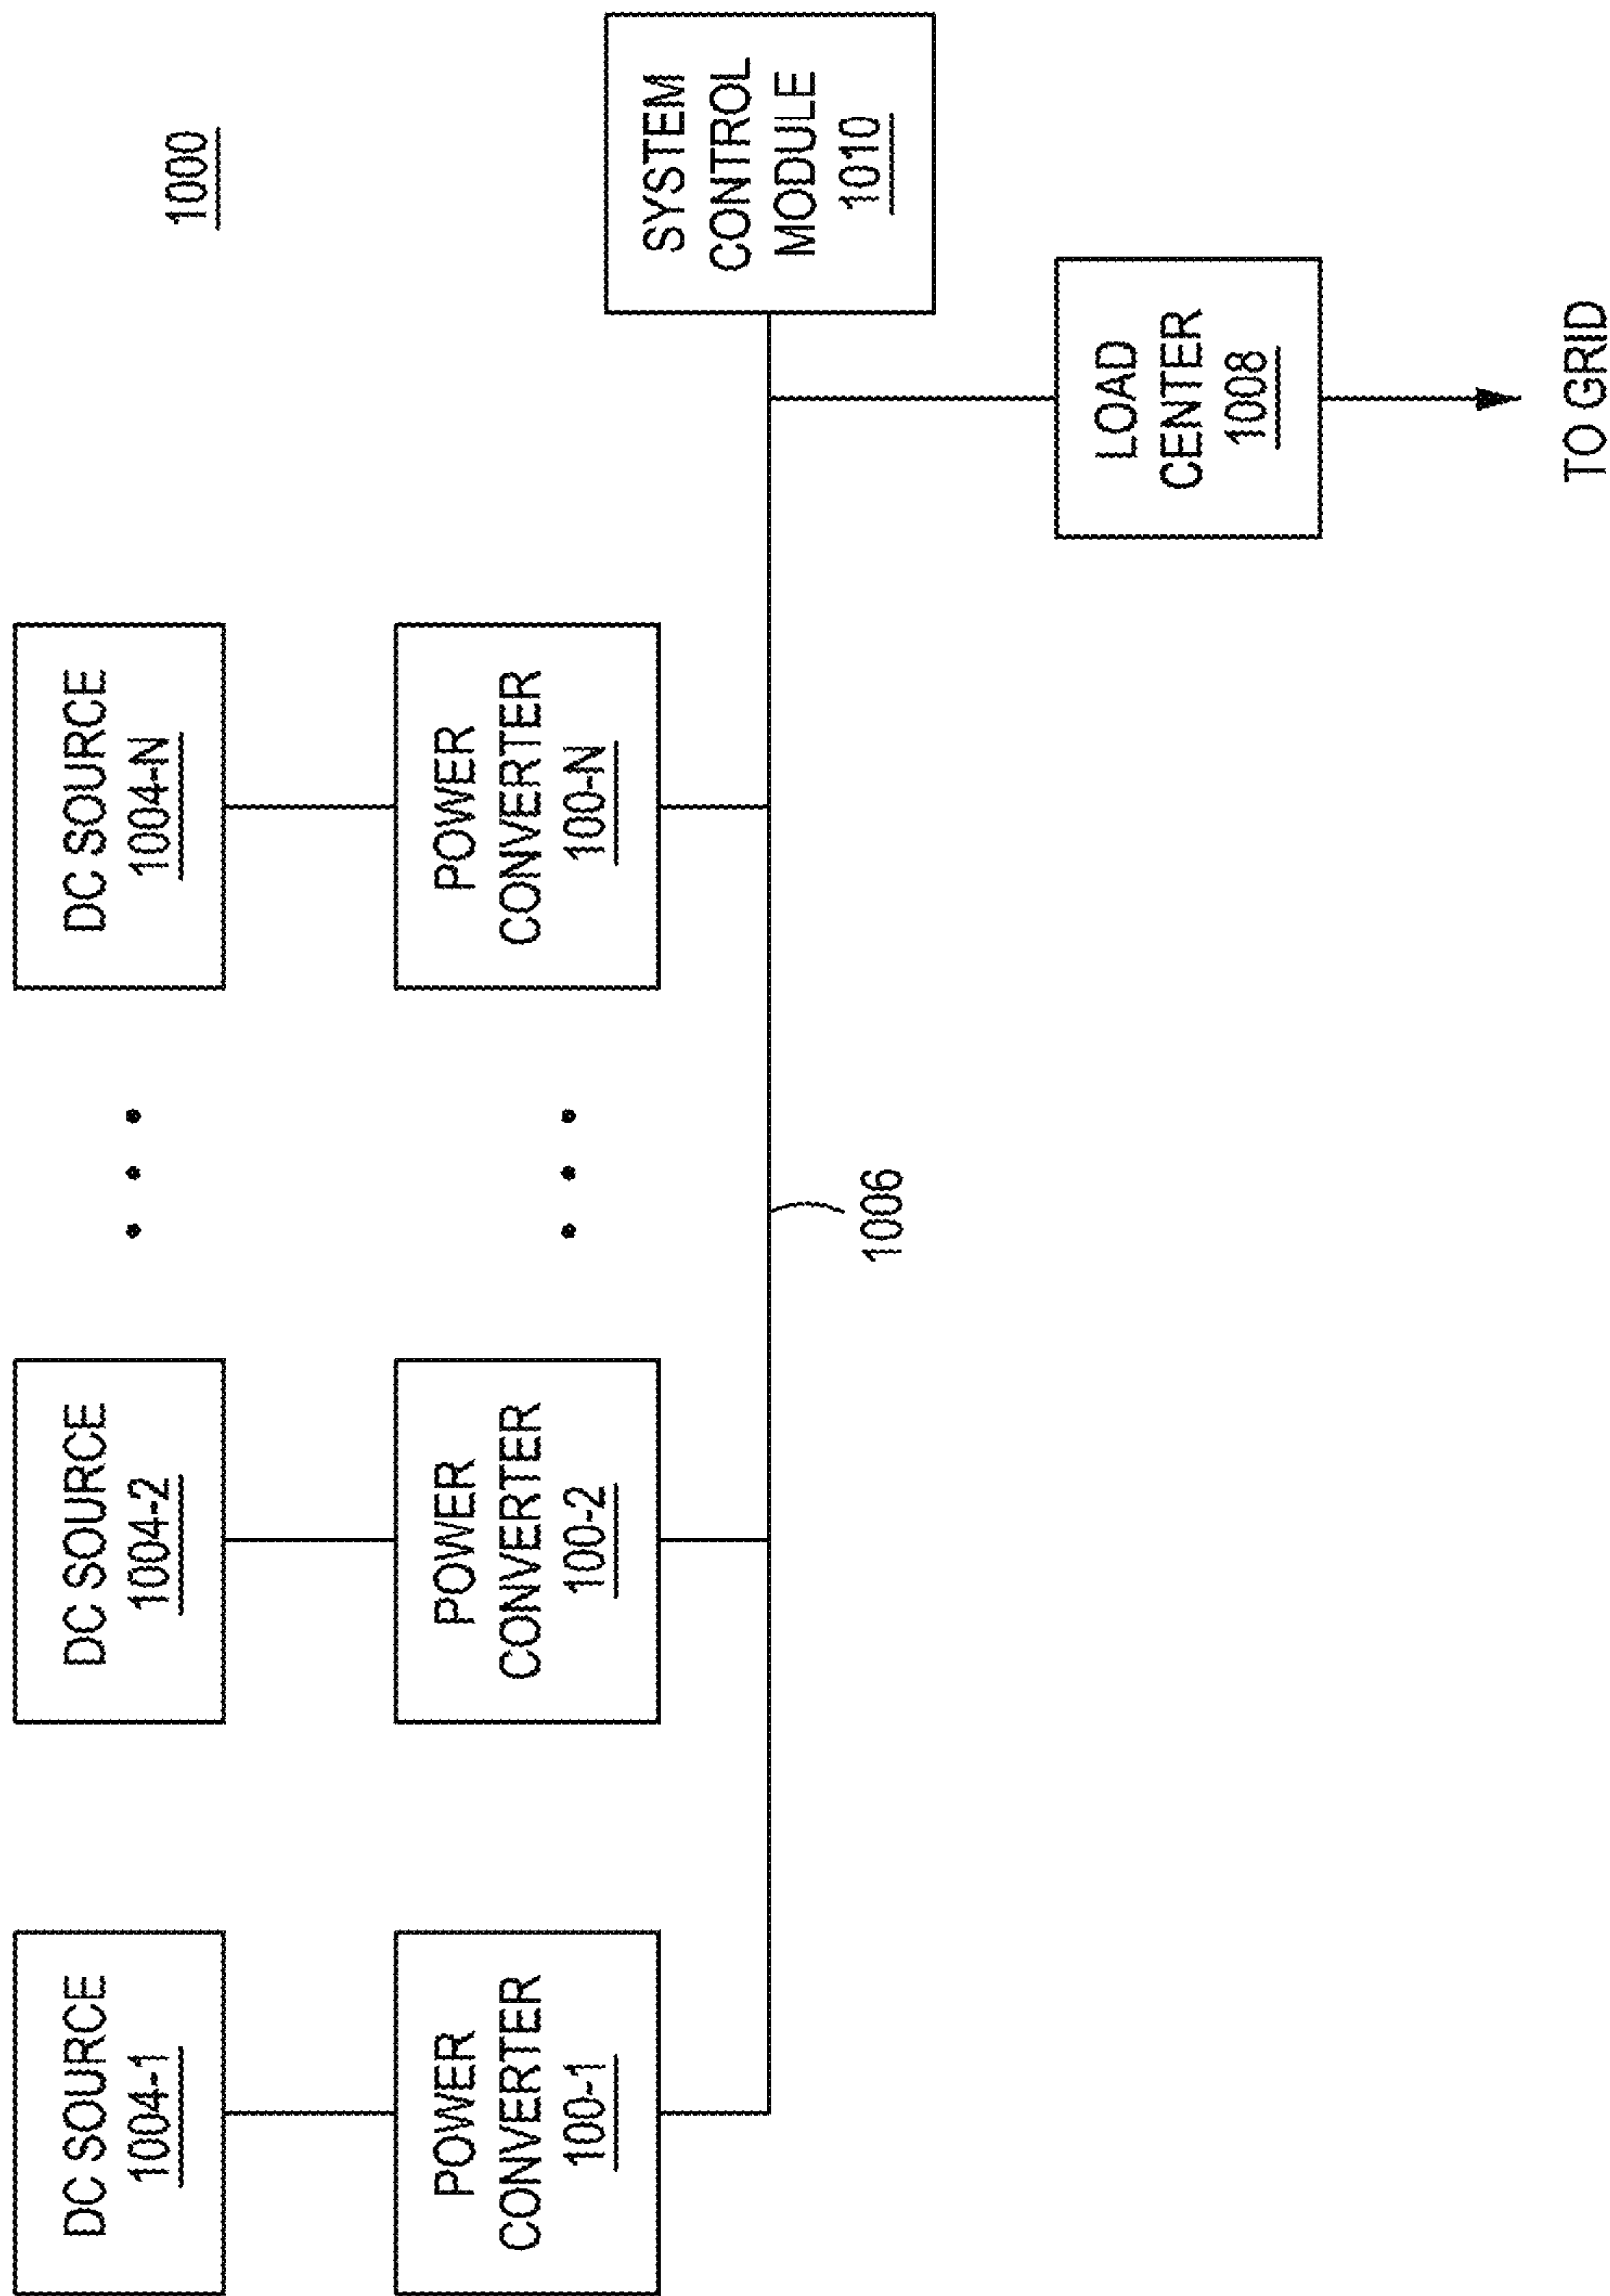 1000
DC SOURCE
1004-1
DC SOURCE
1004-2
DC SOURCE
1004-N
POWER
CONVERTER
100-1
POWER
CONVERTER
100-2
POWER
CONVERTER
100-N
SYSTEM
CONTROL
MODULE
1010
1006
LOAD
CENTER
1008
TO GRID